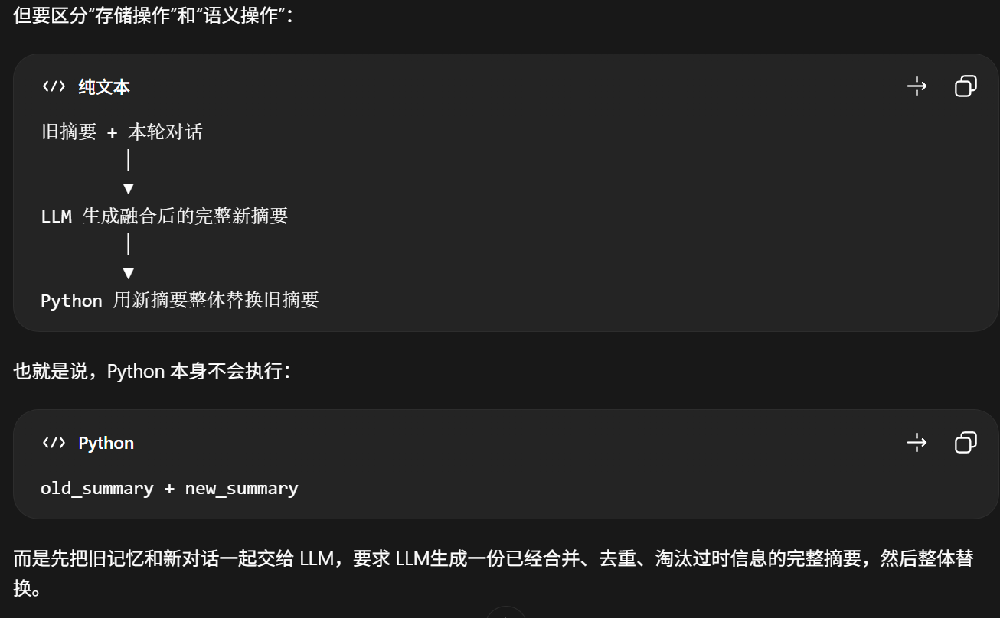 但要区分“存储操作”和“语义操作”：
纯文本
旧摘要 + 本轮对话
│
▼
LLM 生成融合后的完整新摘要
│
▼
Python 用新摘要整体替换旧摘要
也就是说，Python 本身不会执行：
Python
old_summary + new_summary
而是先把旧记忆和新对话一起交给 LLM，要求 LLM生成一份已经合并、去重、淘汰过时信息的完整摘要，然后整体替
换。